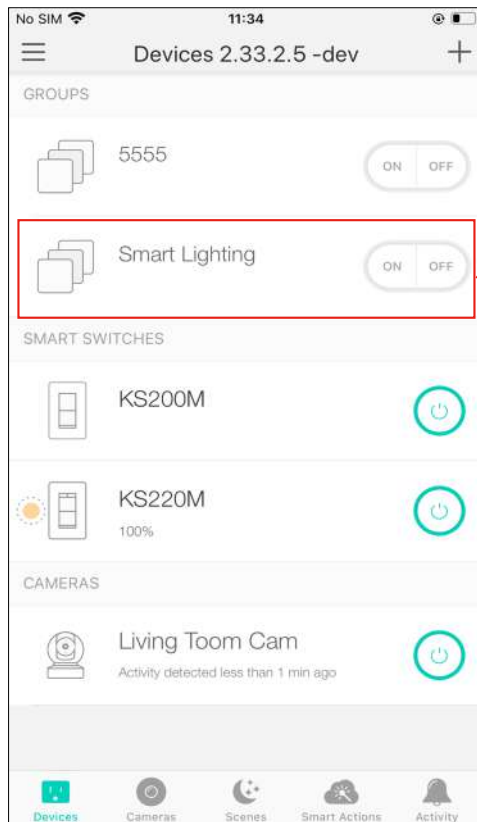 No SIM 11:34
Devices 2.33.2.5 -dev
GROUPS
5555
ON OFF
Smart Lighting
ON OFF
SMART SWITCHES
KS200M
KS220M
100%
CAMERAS
Living Toom Cam
Activity detected less than 1 min ago
Devices Cameras Scenes Smart Actions Activity